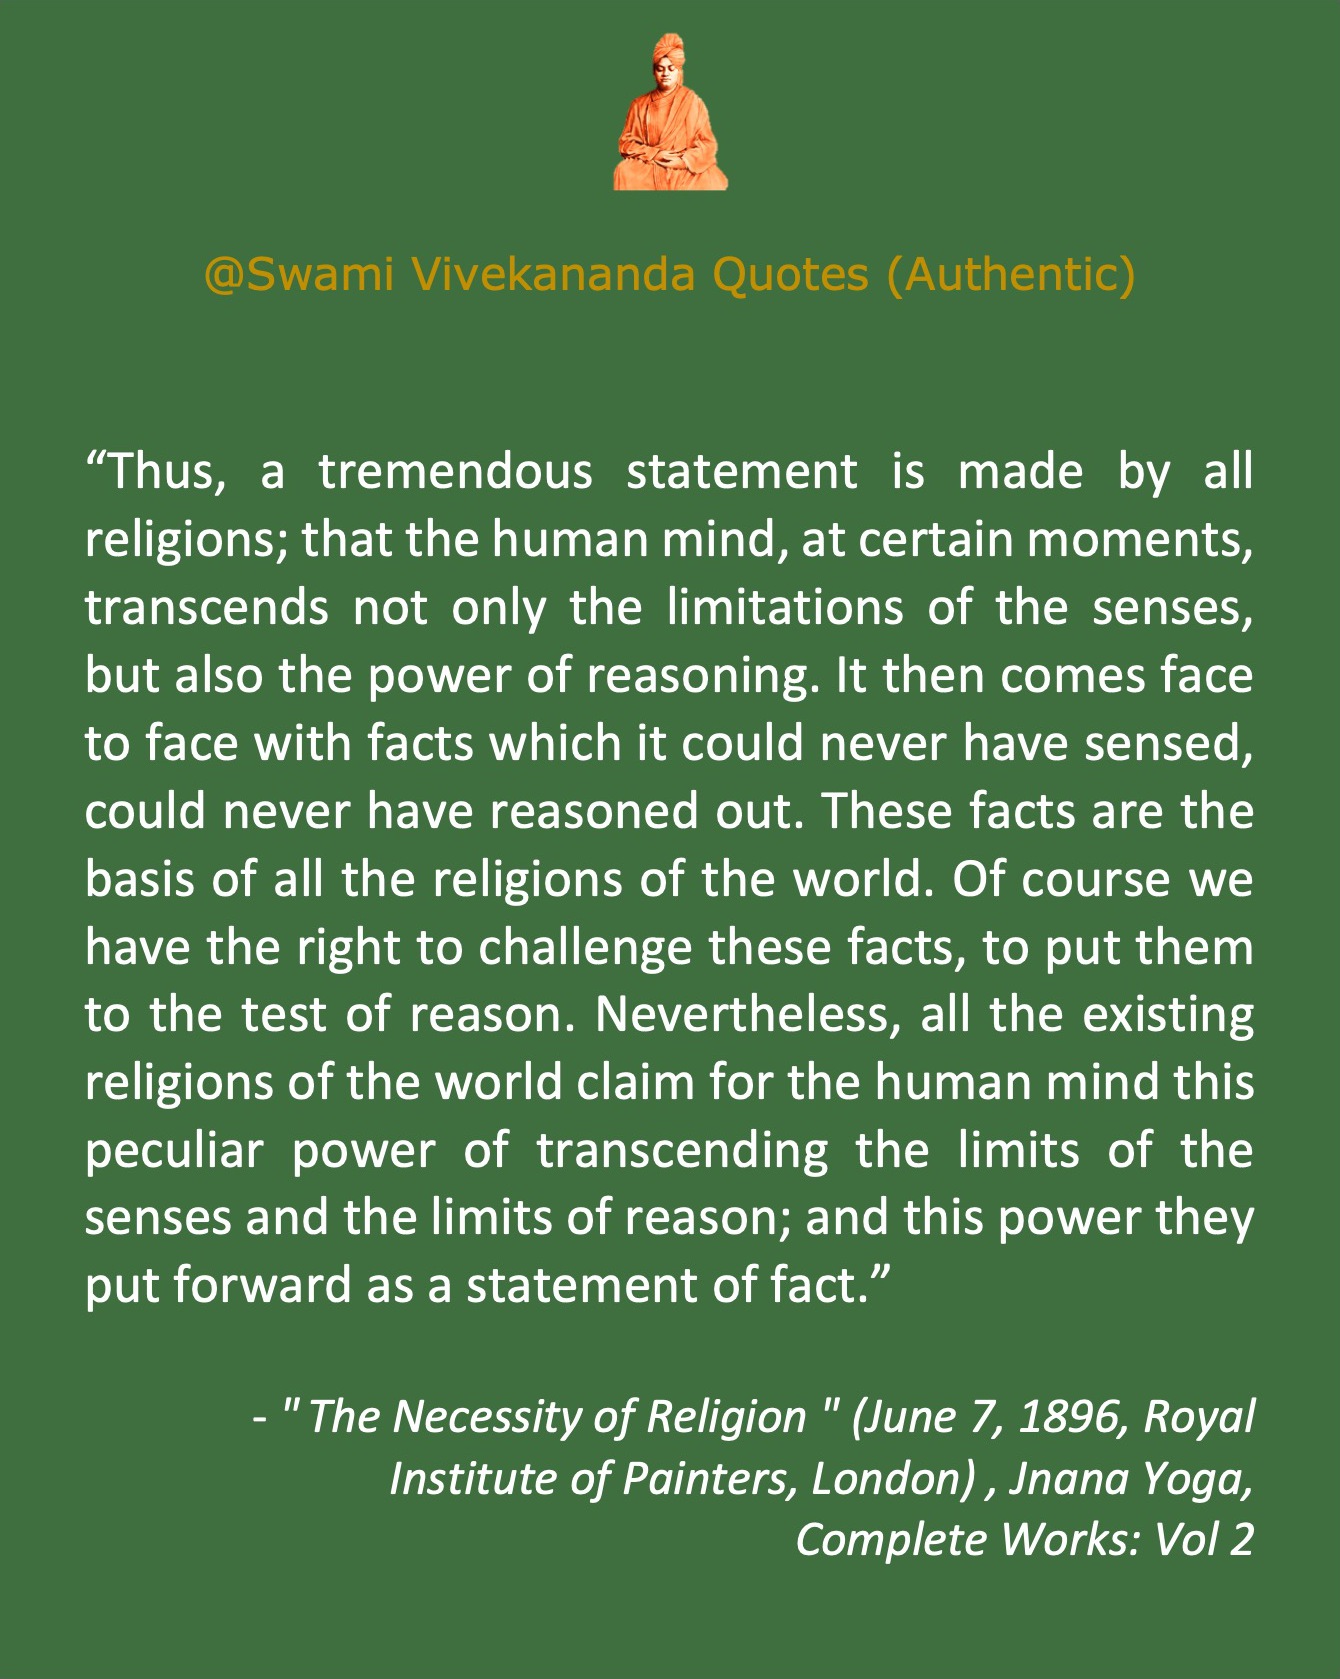 @Swami Vivekananda Quotes (Authentic)
“Thus, a tremendous statement is made by all
religions; that the human mind, at certain moments,
transcends not only the limitations of the senses,
but also the power of reasoning. It then comes face
to face with facts which it could never have sensed,
could never have reasoned out. These facts are the
basis of all the religions of the world. Of course we
have the right to challenge these facts, to put them
to the test of reason. Nevertheless, all the existing
religions of the world claim for the human mind this
peculiar power of transcending the limits of the
senses and the limits of reason; and this power they
put forward as a statement of fact.”
- " The Necessity of Religion " (June 7, 1896, Royal
Institute of Painters, London) , Jnana Yoga,
Complete Works: Vol 2